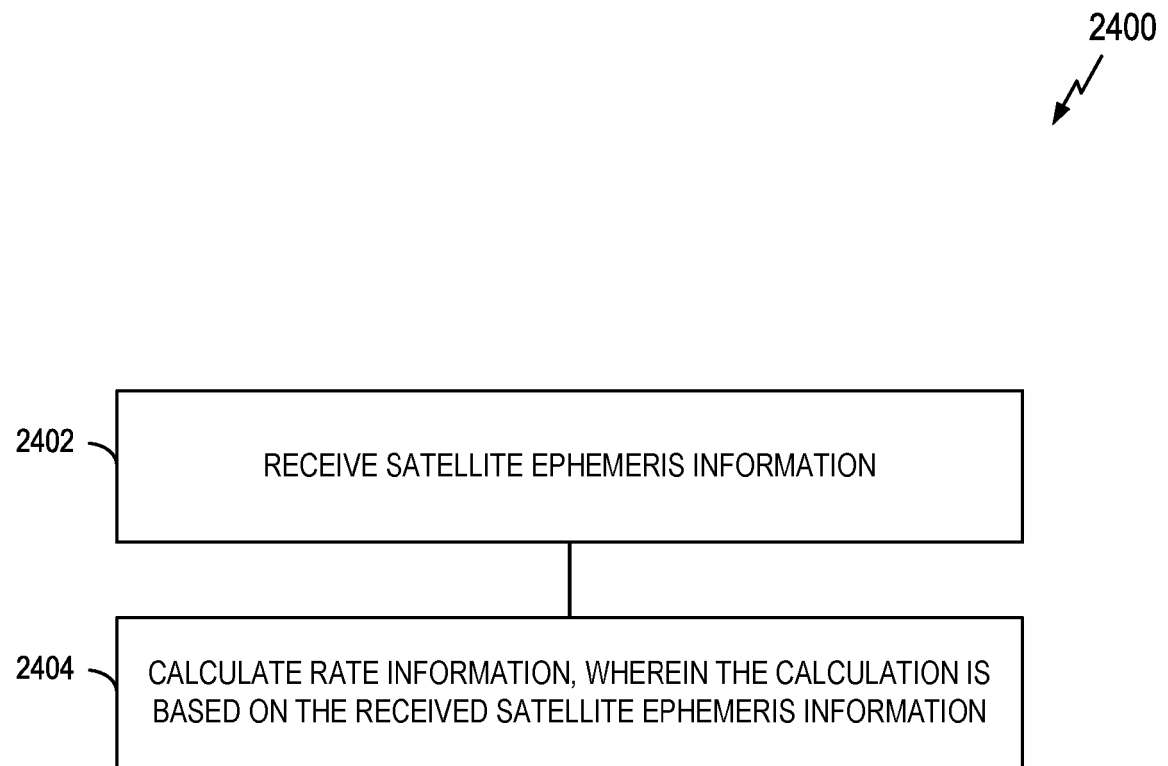 2400
2402
RECEIVE SATELLITE EPHEMERIS INFORMATION
2404
CALCULATE RATE INFORMATION, WHEREIN THE CALCULATION IS
BASED ON THE RECEIVED SATELLITE EPHEMERIS INFORMATION